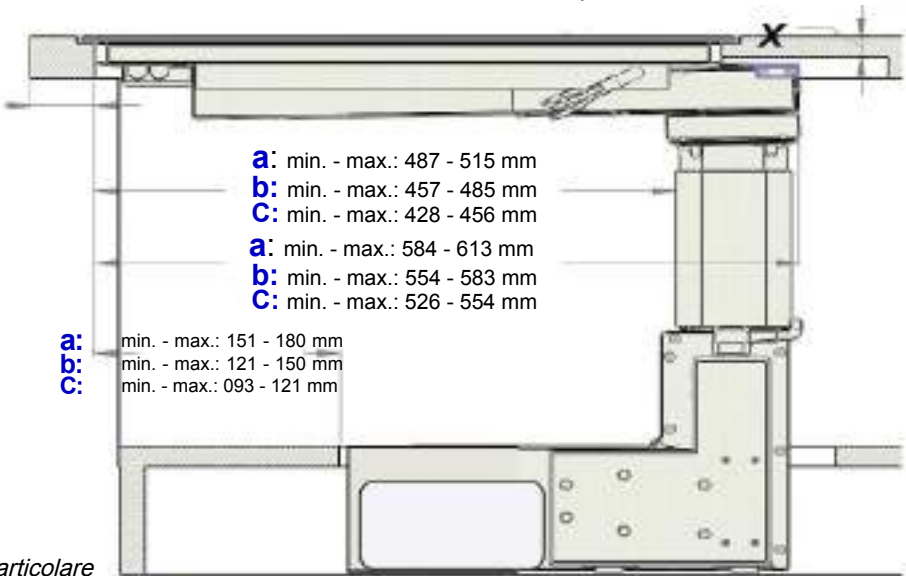 X
a: min. - max.: 487 - 515 mm
b: min. - max.: 457 - 485 mm
C: min. - max.: 428 - 456 mm
a: min. - max.: 584 - 613 mm
b: min. - max.: 554 - 583 mm
C: min. - max.: 526 - 554 mm
a: min. - max.: 151 - 180 mm
b: min. - max.: 121 - 150 mm
C: min. - max.: 093 - 121 mm
articolare